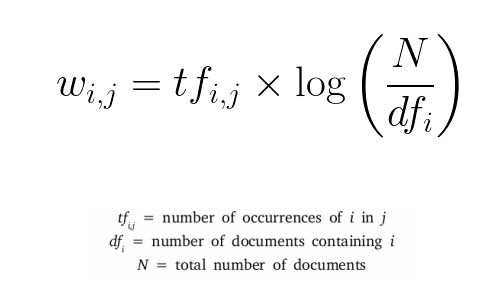 w_{i,j} = tf_{i,j} × log ( N / df_i )
tf_{i,j} = number of occurrences of i in j
df_i = number of documents containing i
N = total number of documents